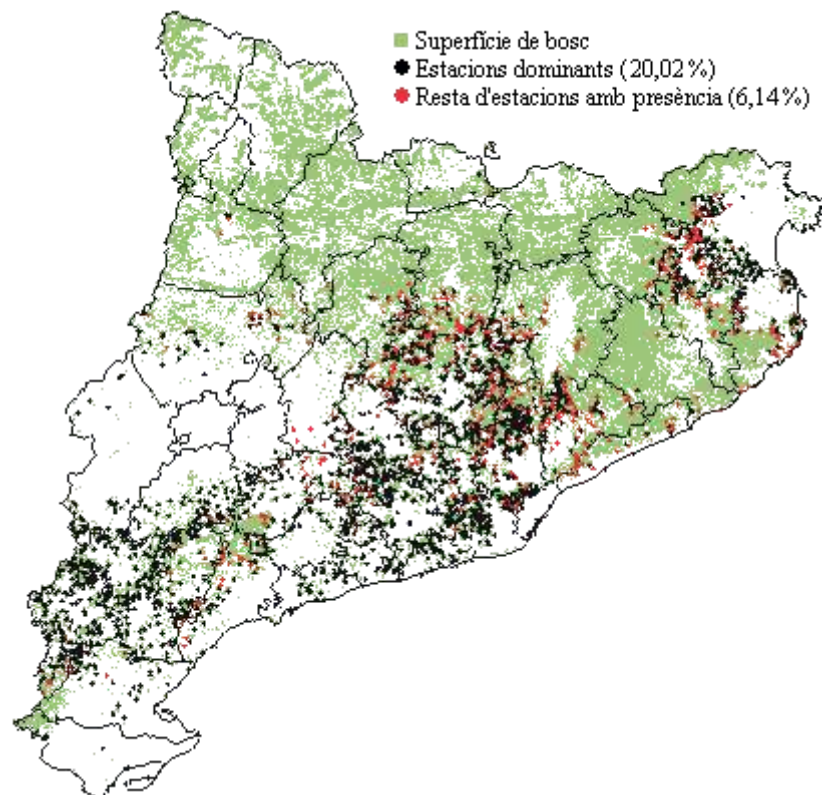 Superfície de bosc
Estacions dominants (20,02%)
Resta d'estacions amb presència (6,14%)